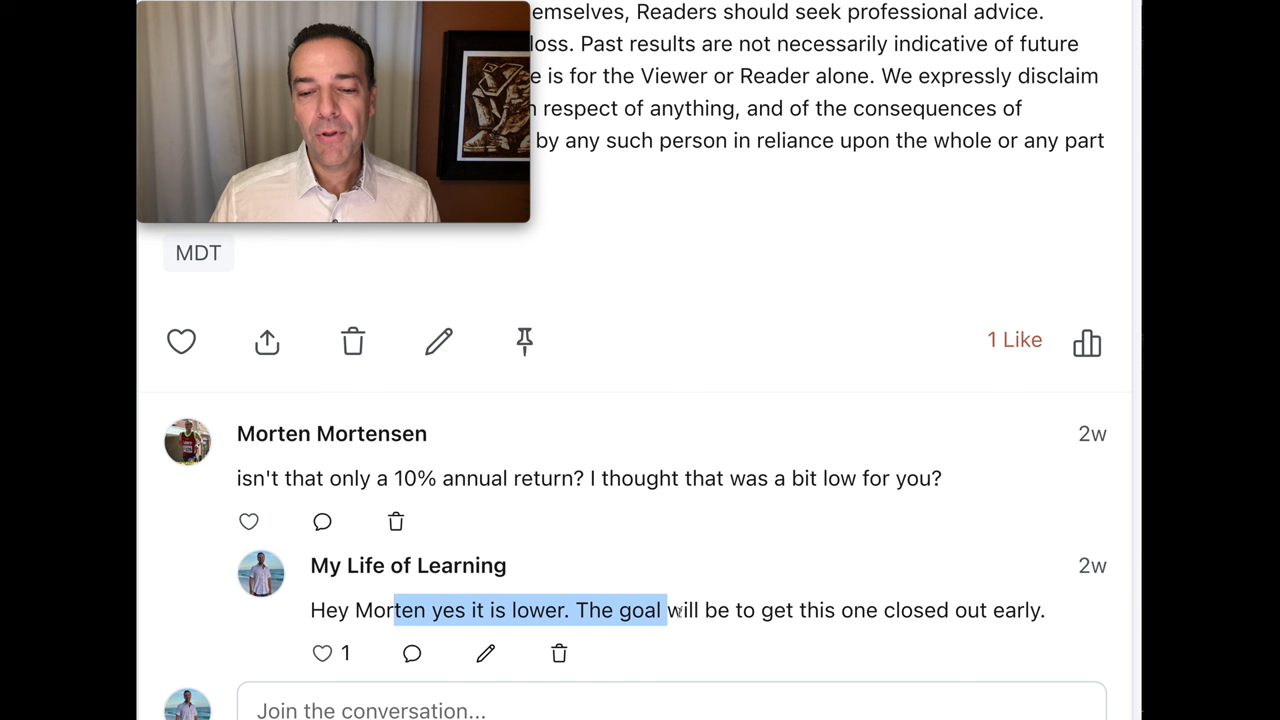 emselves, Readers should seek professional advice.
loss. Past results are not necessarily indicative of future
e is for the Viewer or Reader alone. We expressly disclaim
n respect of anything, and of the consequences of
by any such person in reliance upon the whole or any part
MDT
1 Like
Morten Mortensen
2w
isn't that only a 10% annual return? I thought that was a bit low for you?
My Life of Learning
2w
Hey Morten yes it is lower. The goal will be to get this one closed out early.
1
Join the conversation...